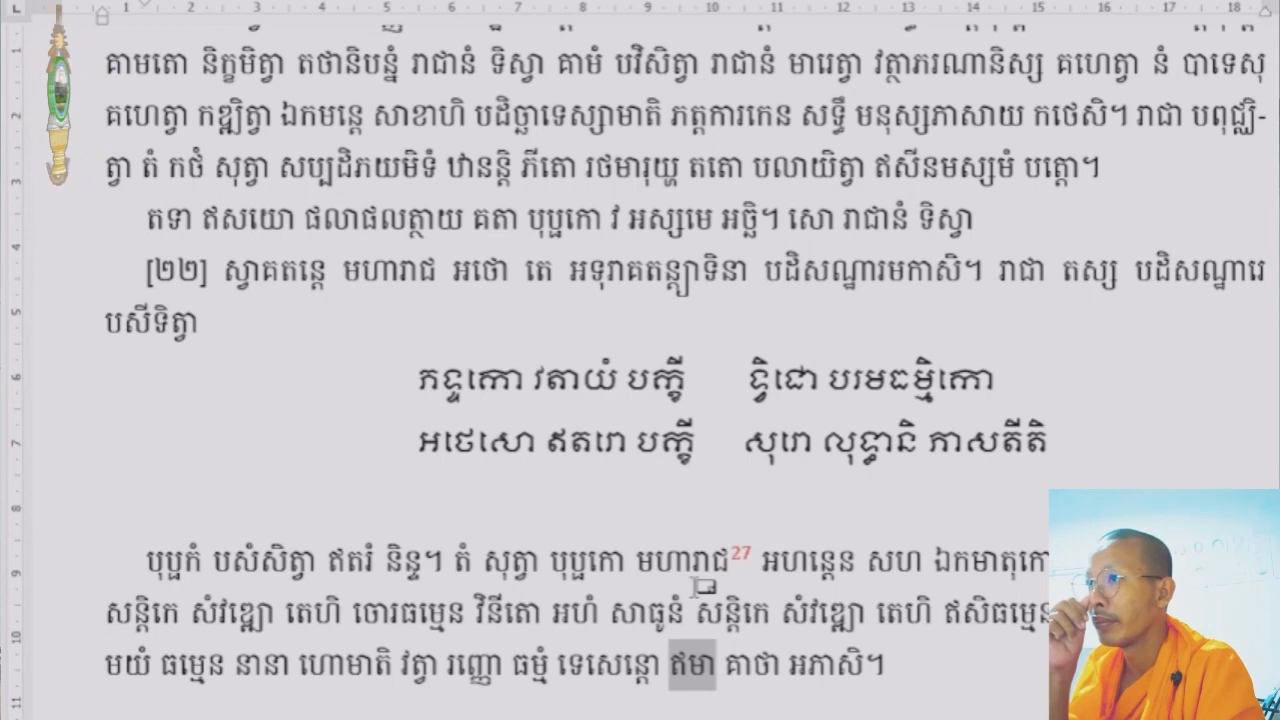 គាមតោ និក្ខមិត្វា តថានិបន្នំ រាជានំ ទិស្វា គាមំ បវិសិត្វា រាជានំ មារេត្វា វត្ថាភរណានិស្ស គហេត្វា នំ បាទេសុ
គហេត្វា កឌ្ឍិត្វា ឯកមន្តេ សាខាហិ បដិច្ឆាទេស្សាមាតិ ភត្តការកេន សទ្ធឹ មនុស្សភាសាយ កថេសិ។ រាជា បពុជ្ឈិ-
ត្វា តំ កថំ សុត្វា សប្បដិភយមិទំ ឋានន្តិ ភីតោ រថមារុយ្ហ តតោ បលាយិត្វា ឥសីនមស្សមំ បត្តោ។
តទា ឥសយោ ផលាផលត្ថាយ គតា បុប្ផកោ វ អស្សមេ អច្ឆិ។ សោ រាជានំ ទិស្វា
[២២] ស្វាគតន្តេ មហារាជ អថោ តេ អទុរាគតន្ត្យាទិនា បដិសណ្ឋារមកាសិ។ រាជា តស្ស បដិសណ្ឋារេ
បសីទិត្វា
ភទ្ទកោ វតាយំ បក្ខី ទ្វិជោ បរមធម្មិកោ
អថេសោ ឥតរោ បក្ខី សុរោ លុទ្ទានិ ភាសតីតិ
បុប្ផកំ បសំសិត្វា ឥតរំ និន្ទ។ តំ សុត្វា បុប្ផកោ មហារាជ27 អហន្តេន សហ ឯកមាតុកោ
សន្តិកេ សំវឌ្ឍោ តេហិ ចោរធម្មេន វិនីតោ អហំ សាធូនំ សន្តិកេ សំវឌ្ឍោ តេហិ ឥសិធម្មេន
មយំ ធម្មេន នានា ហោមាតិ វត្វា រញ្ញោ ធម្មំ ទេសេន្តោ ឥមា គាថា អភាសិ។